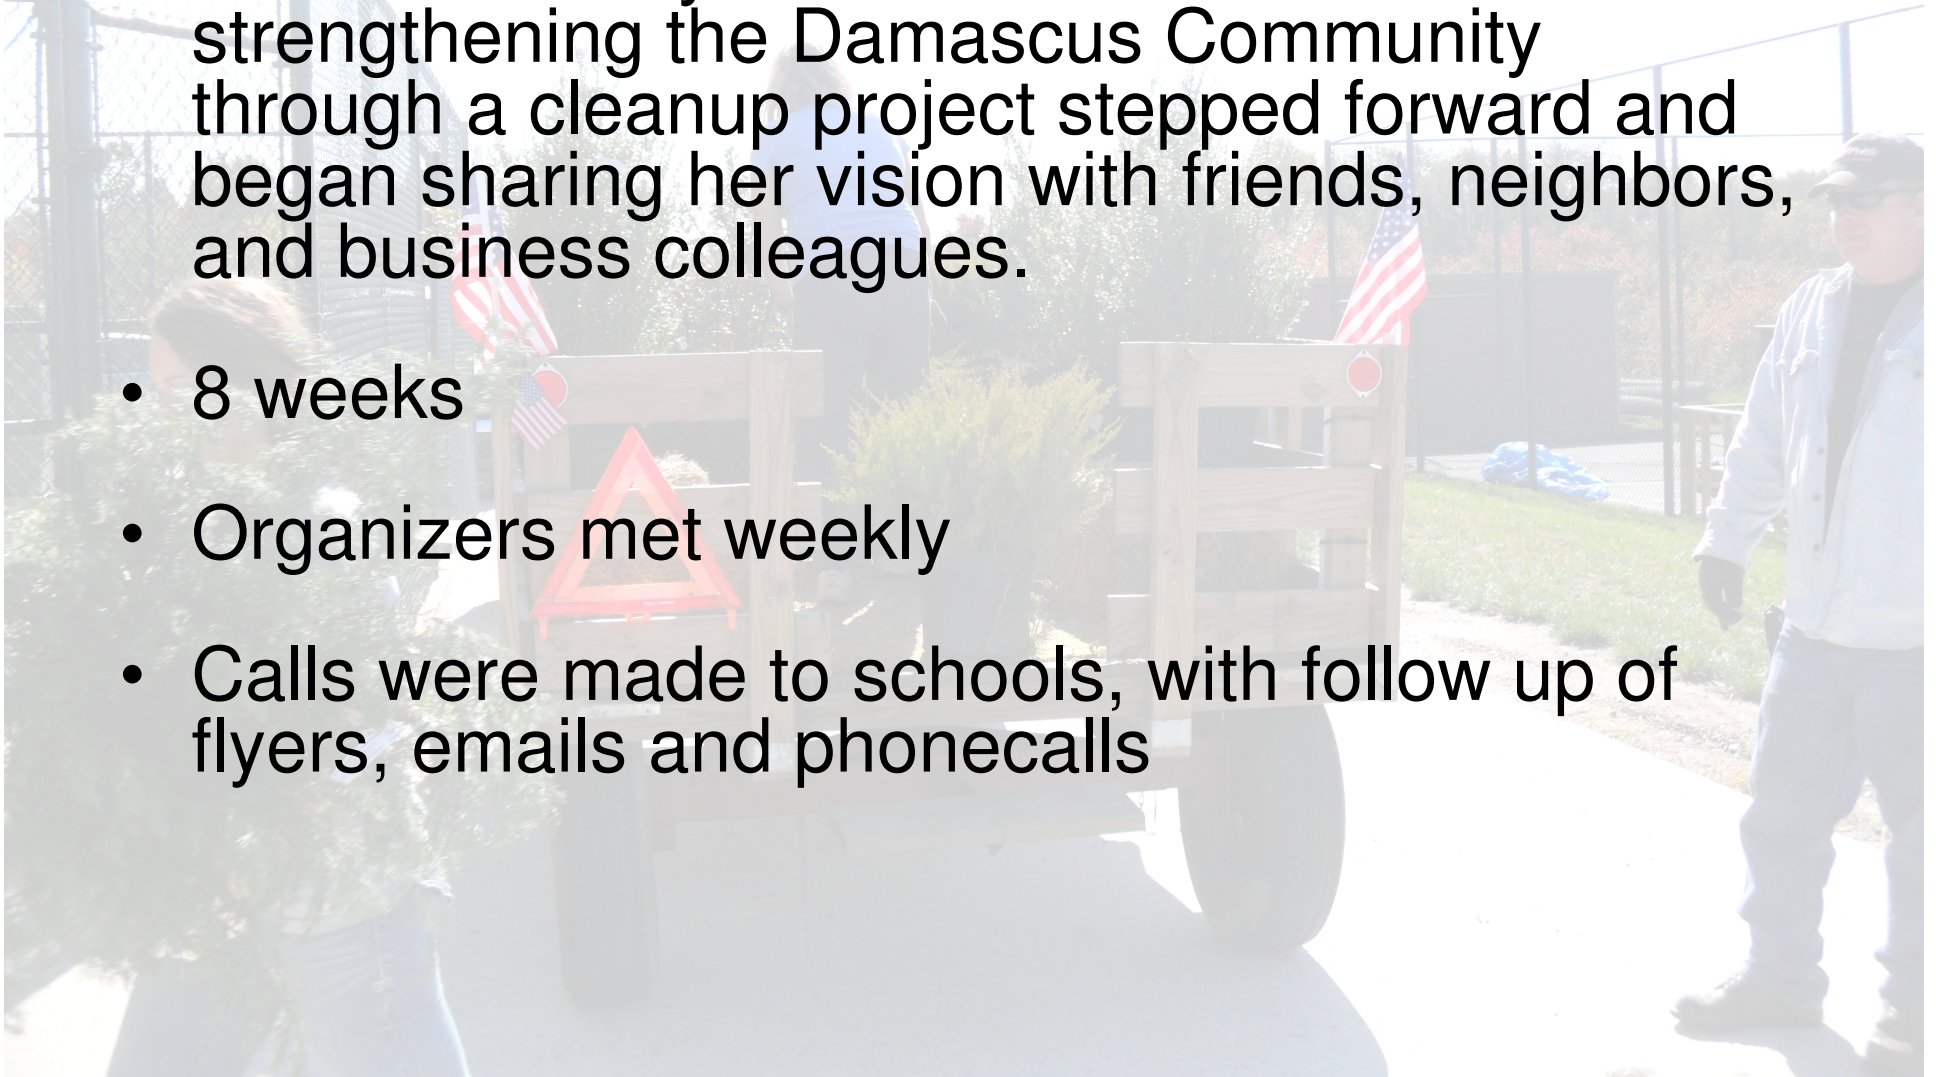 strengthening the Damascus Community
through a cleanup project stepped forward and
began sharing her vision with friends, neighbors,
and business colleagues.
• 8 weeks
• Organizers met weekly
• Calls were made to schools, with follow up of
flyers, emails and phonecalls